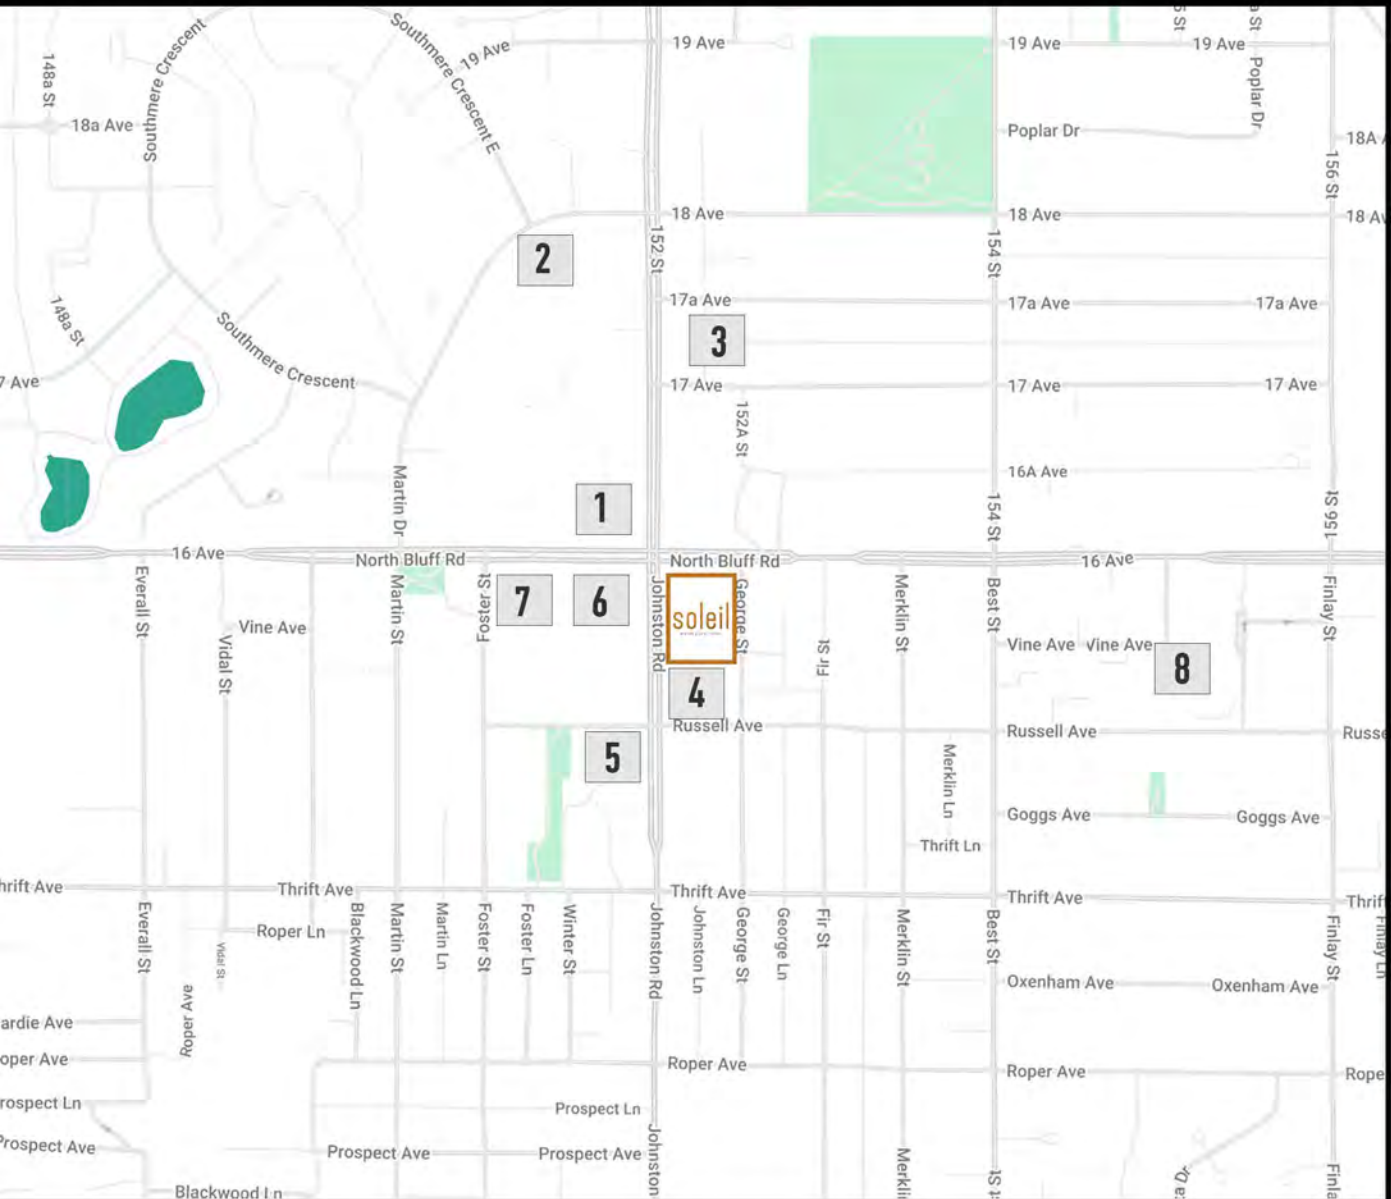 148a St
Southmere Crescent
Southmere Crescent E
19 Ave
19 Ave
19 Ave
19 Ave
Poplar Dr
18a Ave
Poplar Dr
18A
156 St
18 Ave
18 Ave
18 Av
152 St
154 St
2
148a St
17a Ave
17a Ave
17a Ave
Southmere Crescent
3
7 Ave
17 Ave
17 Ave
17 Ave
152A St
16A Ave
Martin Dr
1
154 St
156 St
16 Ave
North Bluff Rd
North Bluff Rd
16 Ave
Everall St
Martin St
Foster St
7
6
Johnston Rd
soleil
George St
Merklin St
Best St
Finlay St
Vine Ave
Vidal St
Fir St
Vine Ave
Vine Ave
8
4
Russell Ave
Russell Ave
Russe
5
Merklin Ln
Goggs Ave
Goggs Ave
Thrift Ln
hrift Ave
Thrift Ave
Thrift Ave
Thrift Ave
Thrif
Everall St
Roper Ln
Vidal St
Blackwood Ln
Martin St
Martin Ln
Foster St
Foster Ln
Winter St
Johnston Rd
Johnston Ln
George St
George Ln
Fir St
Merklin St
Best St
Finlay St
Finlay Ln
Oxenham Ave
Oxenham Ave
Roper Ave
ardie Ave
oper Ave
Roper Ave
Roper Ave
Rope
rospect Ln
Prospect Ln
Prospect Ave
Prospect Ave
Prospect Ave
Johnston
Merkli
Finla
Blackwood Ln